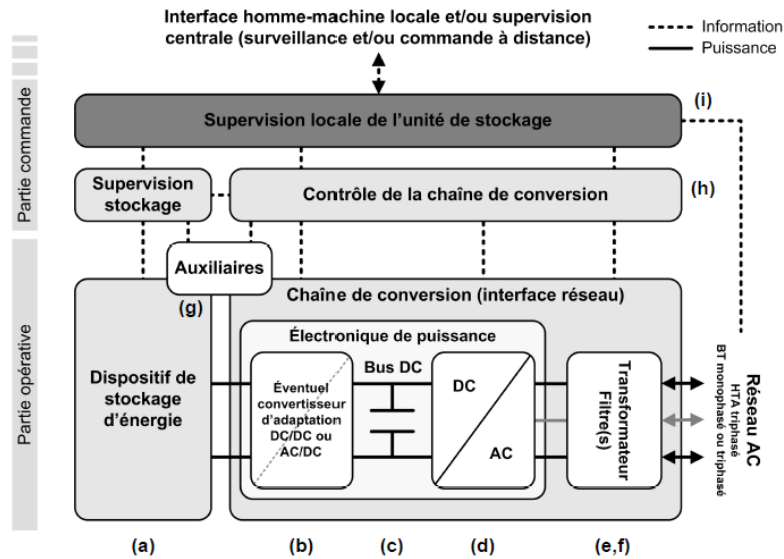 Interface homme-machine locale et/ou supervision
centrale (surveillance et/ou commande à distance)
Information
Puissance
Partie commande
Supervision locale de l'unité de stockage
(i)
Supervision
stockage
Contrôle de la chaîne de conversion
(h)
Partie opérative
Auxiliaires
(g)
Chaîne de conversion (interface réseau)
Électronique de puissance
Dispositif de
stockage
d'énergie
Éventuel
convertisseur
d'adaptation
DC/DC ou
AC/DC
Bus DC
DC
AC
Transformateur
Filtre(s)
Réseau AC
HTA triphasé
BT monophasé ou triphasé
(a)
(b)
(c)
(d)
(e,f)